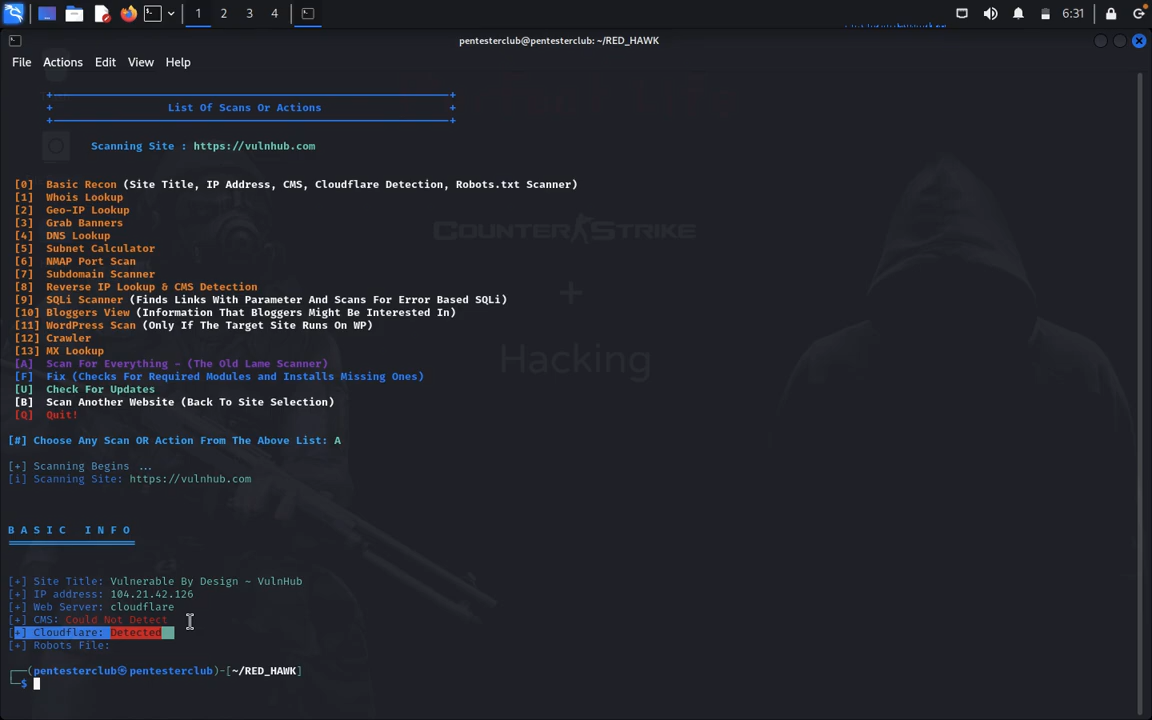 1 2 3 4 6:31
pentesterclub@pentesterclub: ~/RED_HAWK
File Actions Edit View Help
List Of Scans Or Actions
Scanning Site : https://vulnhub.com
[0] Basic Recon (Site Title, IP Address, CMS, Cloudflare Detection, Robots.txt Scanner)
[1] Whois Lookup
[2] Geo-IP Lookup
[3] Grab Banners
[4] DNS Lookup
[5] Subnet Calculator
[6] NMAP Port Scan
[7] Subdomain Scanner
[8] Reverse IP Lookup & CMS Detection
[9] SQLi Scanner (Finds Links With Parameter And Scans For Error Based SQLi)
[10] Bloggers View (Information That Bloggers Might Be Interested In)
[11] WordPress Scan (Only If The Target Site Runs On WP)
[12] Crawler
[13] MX Lookup
[A] Scan For Everything - (The Old Lame Scanner)
[F] Fix (Checks For Required Modules and Installs Missing Ones)
[U] Check For Updates
[B] Scan Another Website (Back To Site Selection)
[Q] Quit!
COUNTER STRIKE
+
Hacking
[#] Choose Any Scan OR Action From The Above List: A
[+] Scanning Begins ...
[i] Scanning Site: https://vulnhub.com
B A S I C  I N F O
[+] Site Title: Vulnerable By Design ~ VulnHub
[+] IP address: 104.21.42.126
[+] Web Server: cloudflare
[+] CMS: Could Not Detect
[+] Cloudflare: Detected
[+] Robots File:
┌──(pentesterclub㉿pentesterclub)-[~/RED_HAWK]
└─$